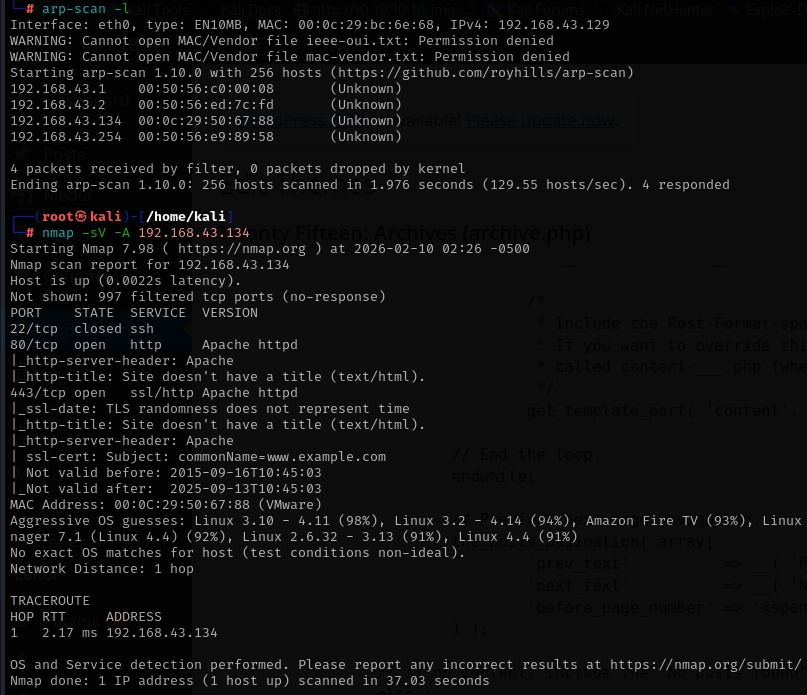 Kali Tools Kali Docs http://10.10.10.10/imo... Kali Forums Kali NetHunter Exploit-
└─# arp-scan -l
Interface: eth0, type: EN10MB, MAC: 00:0c:29:bc:6e:68, IPv4: 192.168.43.129
WARNING: Cannot open MAC/Vendor file ieee-oui.txt: Permission denied
WARNING: Cannot open MAC/Vendor file mac-vendor.txt: Permission denied
Starting arp-scan 1.10.0 with 256 hosts (https://github.com/royhills/arp-scan)
192.168.43.1    00:50:56:c0:00:08       (Unknown)
192.168.43.2    00:50:56:ed:7c:fd       (Unknown)
192.168.43.134  00:0c:29:50:67:88       (Unknown)
available! Please update now.
192.168.43.254  00:50:56:e9:89:58       (Unknown)
Posts
4 packets received by filter, 0 packets dropped by kernel
Ending arp-scan 1.10.0: 256 hosts scanned in 1.976 seconds (129.55 hosts/sec). 4 responded
Media
┌──(root㉿kali)-[/home/kali]
└─# nmap -sV -A 192.168.43.134
Twenty Fifteen: Archives (archive.php)
Starting Nmap 7.98 ( https://nmap.org ) at 2026-02-10 02:26 -0500
Nmap scan report for 192.168.43.134
Host is up (0.0022s latency).
Not shown: 997 filtered tcp ports (no-response)
PORT    STATE  SERVICE  VERSION
22/tcp  closed ssh
80/tcp  open   http     Apache httpd
|_http-server-header: Apache
|_http-title: Site doesn't have a title (text/html).
443/tcp open   ssl/http Apache httpd
|_ssl-date: TLS randomness does not represent time
|_http-title: Site doesn't have a title (text/html).
|_http-server-header: Apache
| ssl-cert: Subject: commonName=www.example.com
| Not valid before: 2015-09-16T10:45:03
|_Not valid after:  2025-09-13T10:45:03
/*
* Include the Post-Format-spe
* If you want to override thi
* called content-___.php (whe
*/
get_template_part( 'content',
// End the loop.
endwhile;
MAC Address: 00:0C:29:50:67:88 (VMware)
Aggressive OS guesses: Linux 3.10 - 4.11 (98%), Linux 3.2 - 4.14 (94%), Amazon Fire TV (93%), Linux
nager 7.1 (Linux 4.4) (92%), Linux 2.6.32 - 3.13 (91%), Linux 4.4 (91%)
No exact OS matches for host (test conditions non-ideal).
Network Distance: 1 hop
pagination( array(
'prev_text' => __( 'P
'next_text' => __( 'N
'before_page_number' => '<span
) );
TRACEROUTE
HOP RTT     ADDRESS
1   2.17 ms 192.168.43.134
OS and Service detection performed. Please report any incorrect results at https://nmap.org/submit/
Nmap done: 1 IP address (1 host up) scanned in 37.03 seconds
else :